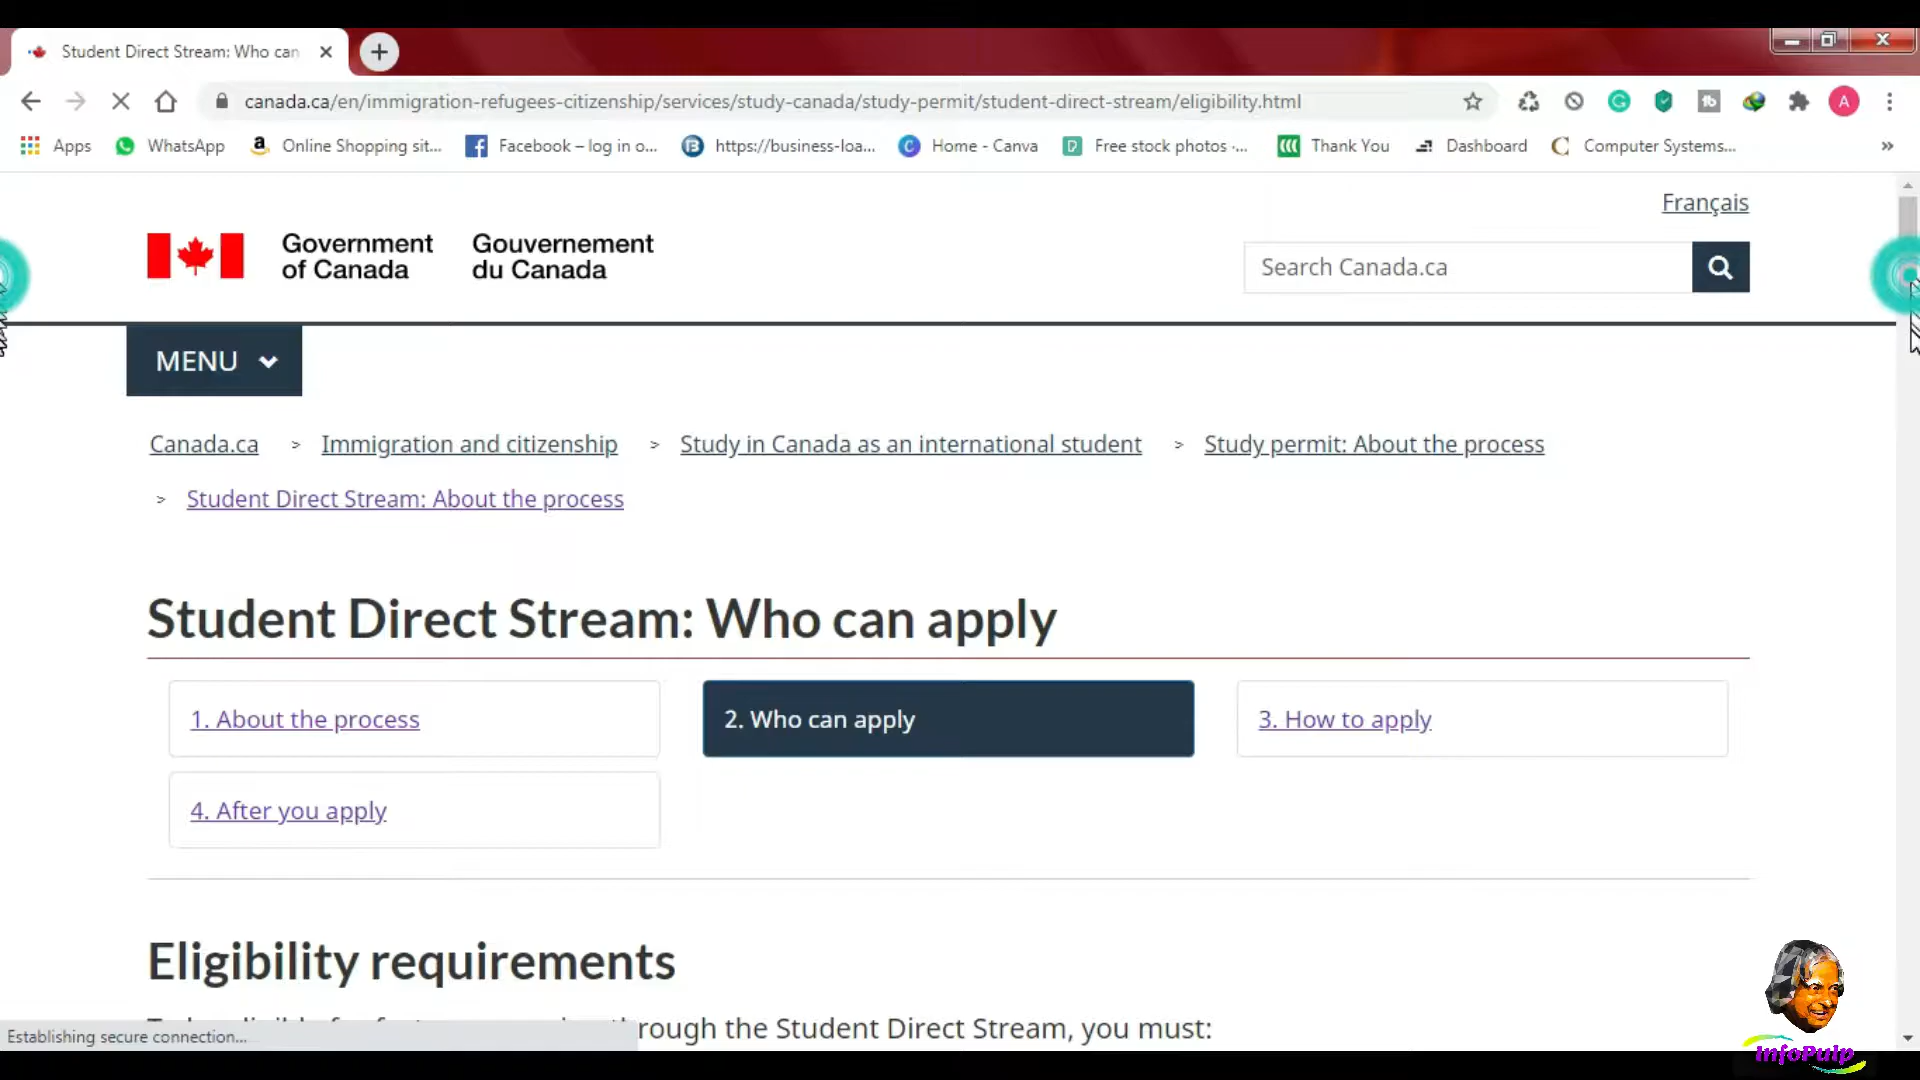 Student Direct Stream: Who can
canada.ca/en/immigration-refugees-citizenship/services/study-canada/study-permit/student-direct-stream/eligibility.html
A
Apps WhatsApp Online Shopping sit... Facebook – log in o... https://business-loa... Home - Canva Free stock photos ·... Thank You Dashboard Computer Systems... »
Français
Government of Canada
Gouvernement du Canada
Search Canada.ca
MENU
Canada.ca > Immigration and citizenship > Study in Canada as an international student > Study permit: About the process
> Student Direct Stream: About the process
Student Direct Stream: Who can apply
1. About the process 2. Who can apply 3. How to apply
4. After you apply
Eligibility requirements
through the Student Direct Stream, you must:
Establishing secure connection...
InfoPulp